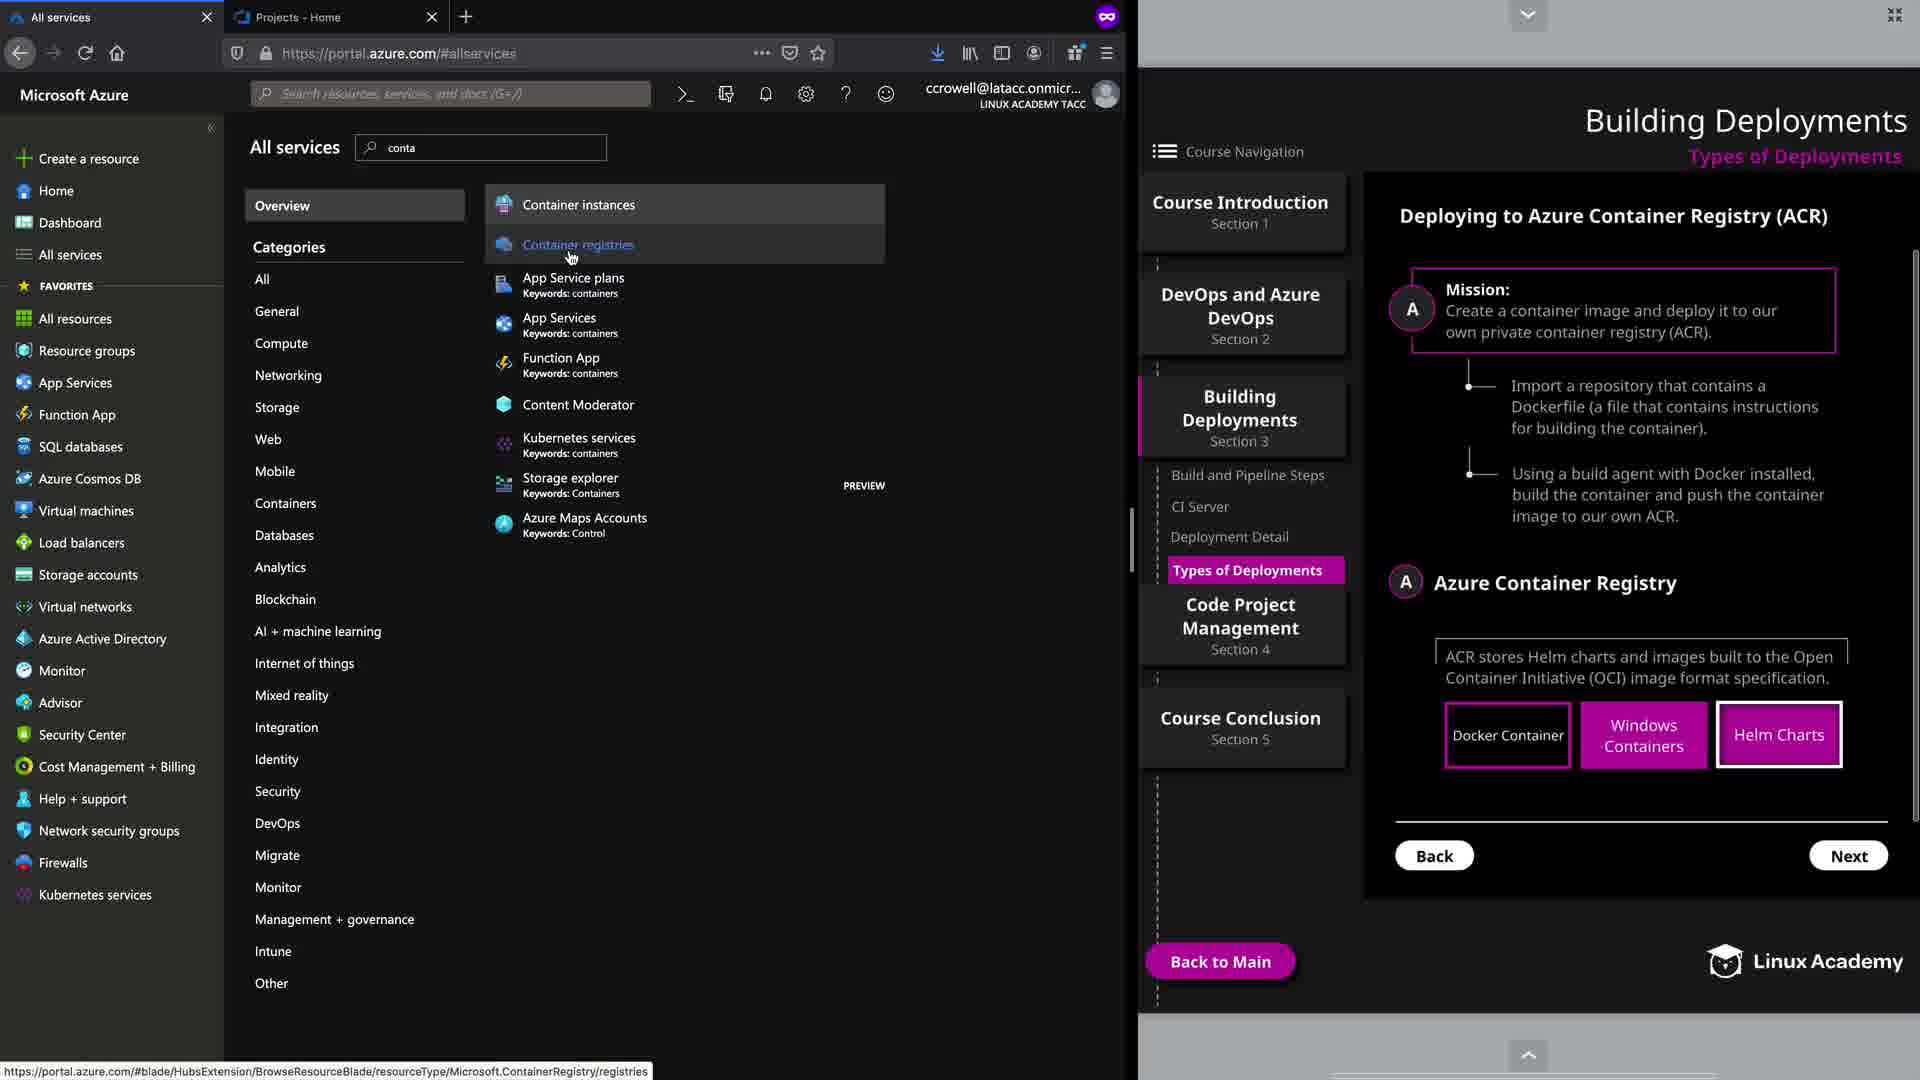 All services
Projects - Home
https://portal.azure.com/#allservices
Microsoft Azure
Search resources, services, and docs (G+/)
ccrowell@latacc.onmicr...
LINUX ACADEMY TACC
Create a resource
Home
Dashboard
All services
FAVORITES
All resources
Resource groups
App Services
Function App
SQL databases
Azure Cosmos DB
Virtual machines
Load balancers
Storage accounts
Virtual networks
Azure Active Directory
Monitor
Advisor
Security Center
Cost Management + Billing
Help + support
Network security groups
Firewalls
Kubernetes services
All services
conta
Overview
Categories
All
General
Compute
Networking
Storage
Web
Mobile
Containers
Databases
Analytics
Blockchain
AI + machine learning
Internet of things
Mixed reality
Integration
Identity
Security
DevOps
Migrate
Monitor
Management + governance
Intune
Other
Container instances
Container registries
App Service plans
Keywords: containers
App Services
Keywords: containers
Function App
Keywords: containers
Content Moderator
Kubernetes services
Keywords: containers
Storage explorer
Keywords: Containers
PREVIEW
Azure Maps Accounts
Keywords: Control
https://portal.azure.com/#blade/HubsExtension/BrowseResourceBlade/resourceType/Microsoft.ContainerRegistry/registries
Building Deployments
Types of Deployments
Course Navigation
Course Introduction
Section 1
DevOps and Azure
DevOps
Section 2
Building
Deployments
Section 3
Build and Pipeline Steps
CI Server
Deployment Detail
Types of Deployments
Code Project
Management
Section 4
Course Conclusion
Section 5
Back to Main
Deploying to Azure Container Registry (ACR)
A
Mission:
Create a container image and deploy it to our
own private container registry (ACR).
Import a repository that contains a
Dockerfile (a file that contains instructions
for building the container).
Using a build agent with Docker installed,
build the container and push the container
image to our own ACR.
A
Azure Container Registry
ACR stores Helm charts and images built to the Open
Container Initiative (OCI) image format specification.
Docker Container
Windows
Containers
Helm Charts
Back
Next
Linux Academy